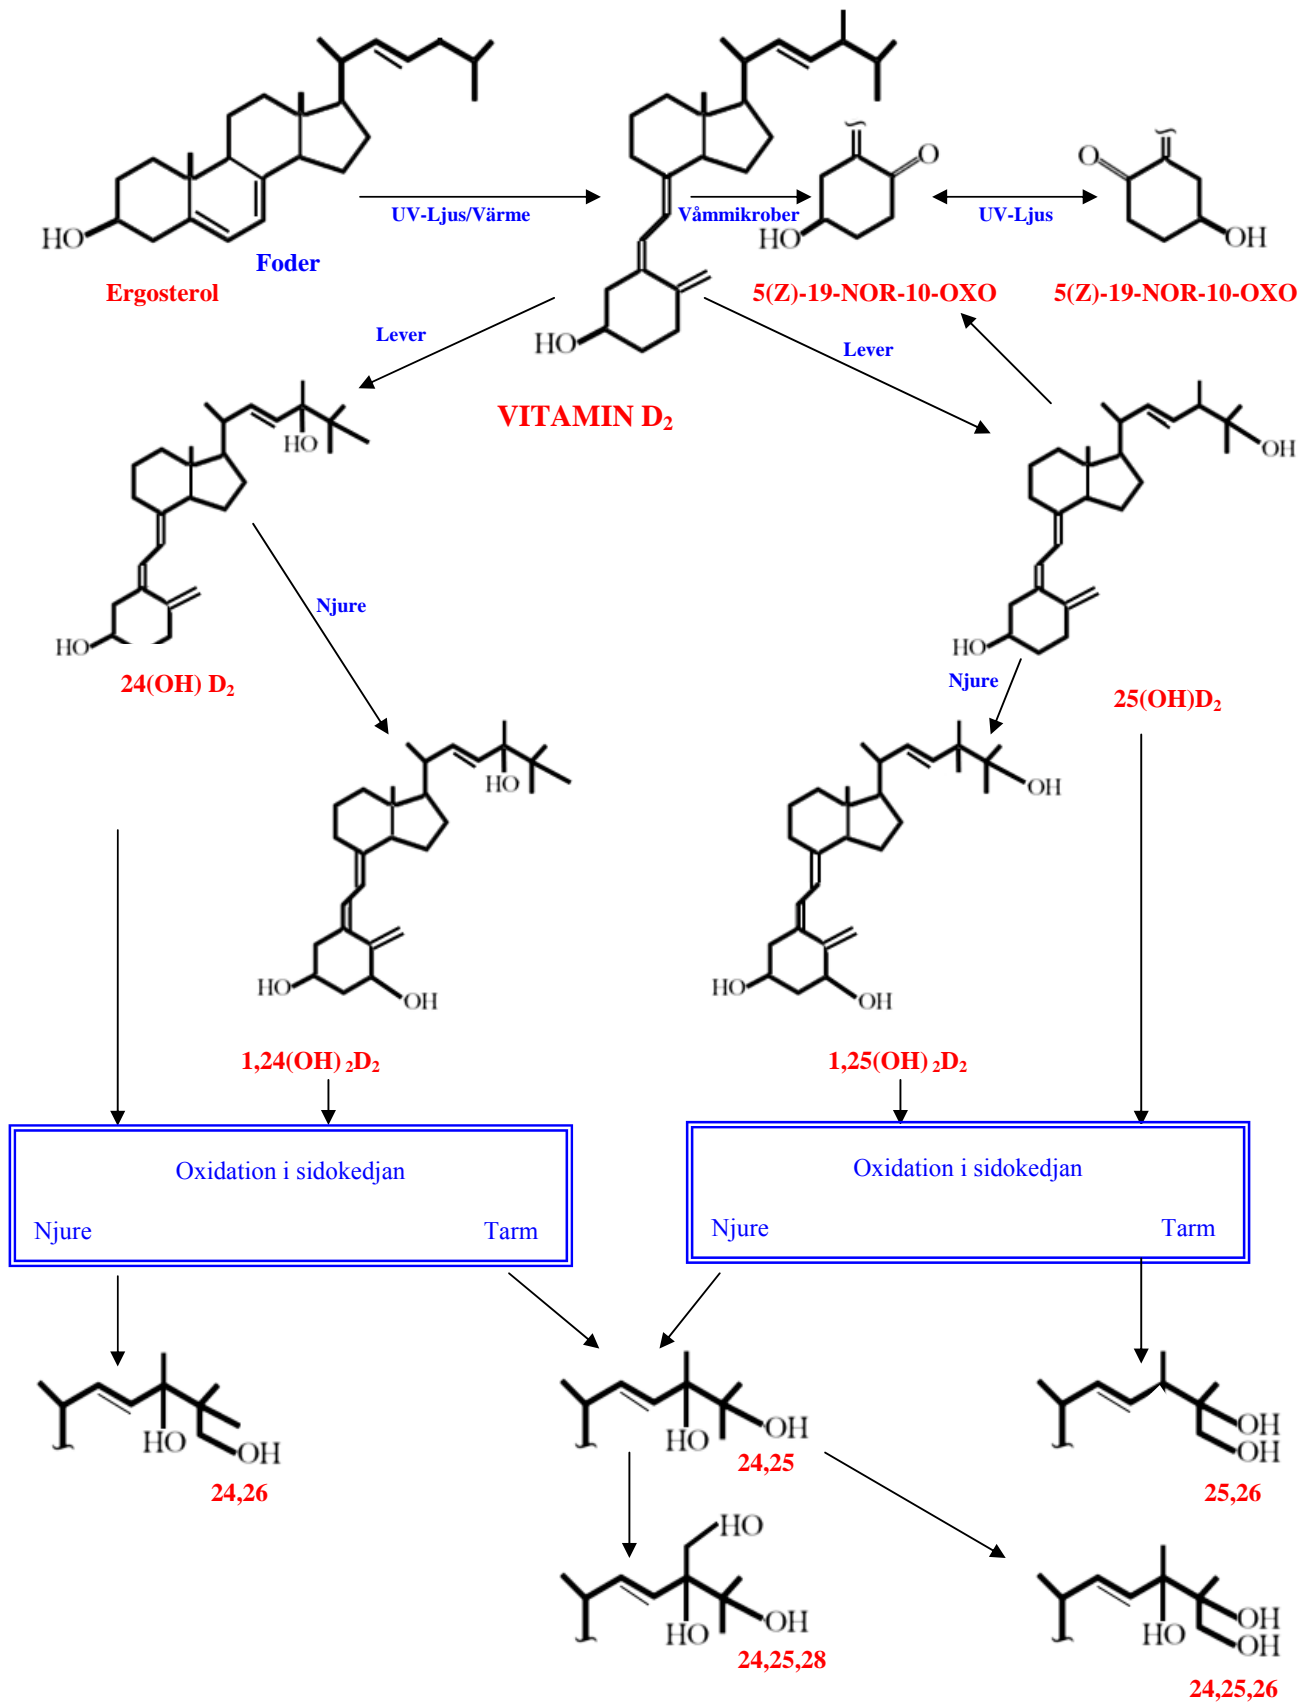 O
O
UV-Ljus/Värme
Våmmikrober
UV-Ljus
HO
HO
OH
Foder
Ergosterol
5(Z)-19-NOR-10-OXO
5(Z)-19-NOR-10-OXO
Lever
HO
Lever
VITAMIN D₂
HO
OH
Njure
HO
HO
24(OH) D₂
Njure
25(OH)D₂
HO
OH
HO
OH
HO
OH
1,24(OH) ₂D₂
1,25(OH) ₂D₂
Oxidation i sidokedjan
Njure
Tarm
Oxidation i sidokedjan
Njure
Tarm
HO
OH
24,26
HO
OH
24,25
OH
OH
25,26
HO
HO
OH
24,25,28
HO
OH
OH
24,25,26